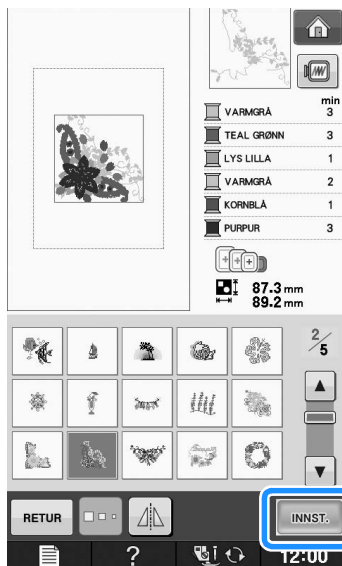 min
VARMGRÅ 3
TEAL GRØNN 3
LYS LILLA 1
VARMGRÅ 2
KORNBLÅ 1
PURPUR 3
87.3 mm
89.2 mm
2/5
RETUR
INNST.
?
12:00